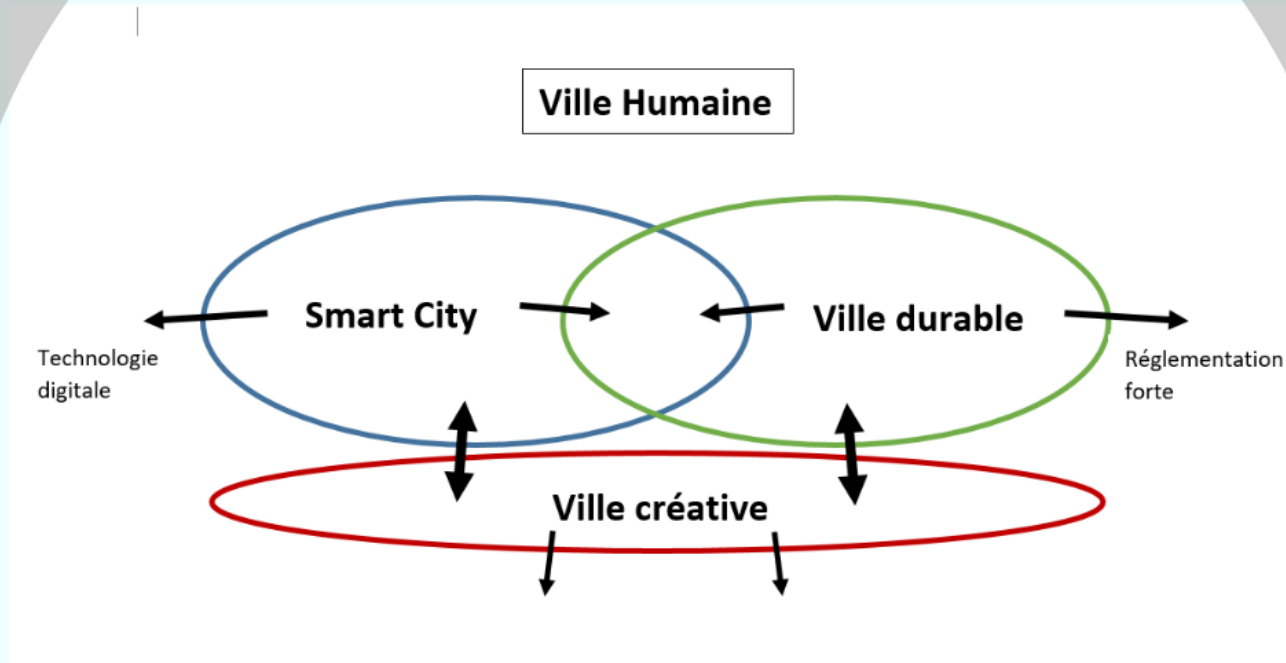 Ville Humaine
Smart City
Ville durable
Technologie
digitale
Réglementation
forte
Ville créative